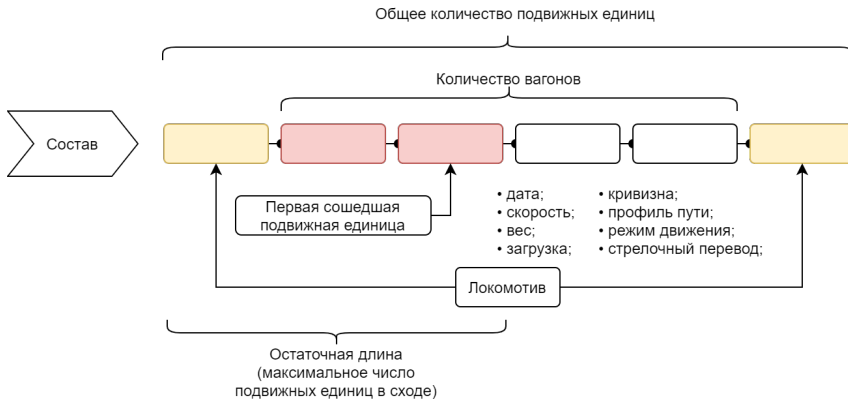 Общее количество подвижных единиц
Количество вагонов
Состав
Первая сошедшая
подвижная единица
• дата;
• скорость;
• вес;
• загрузка;
• кривизна;
• профиль пути;
• режим движения;
• стрелочный перевод;
Локомотив
Остаточная длина
(максимальное число
подвижных единиц в сходе)